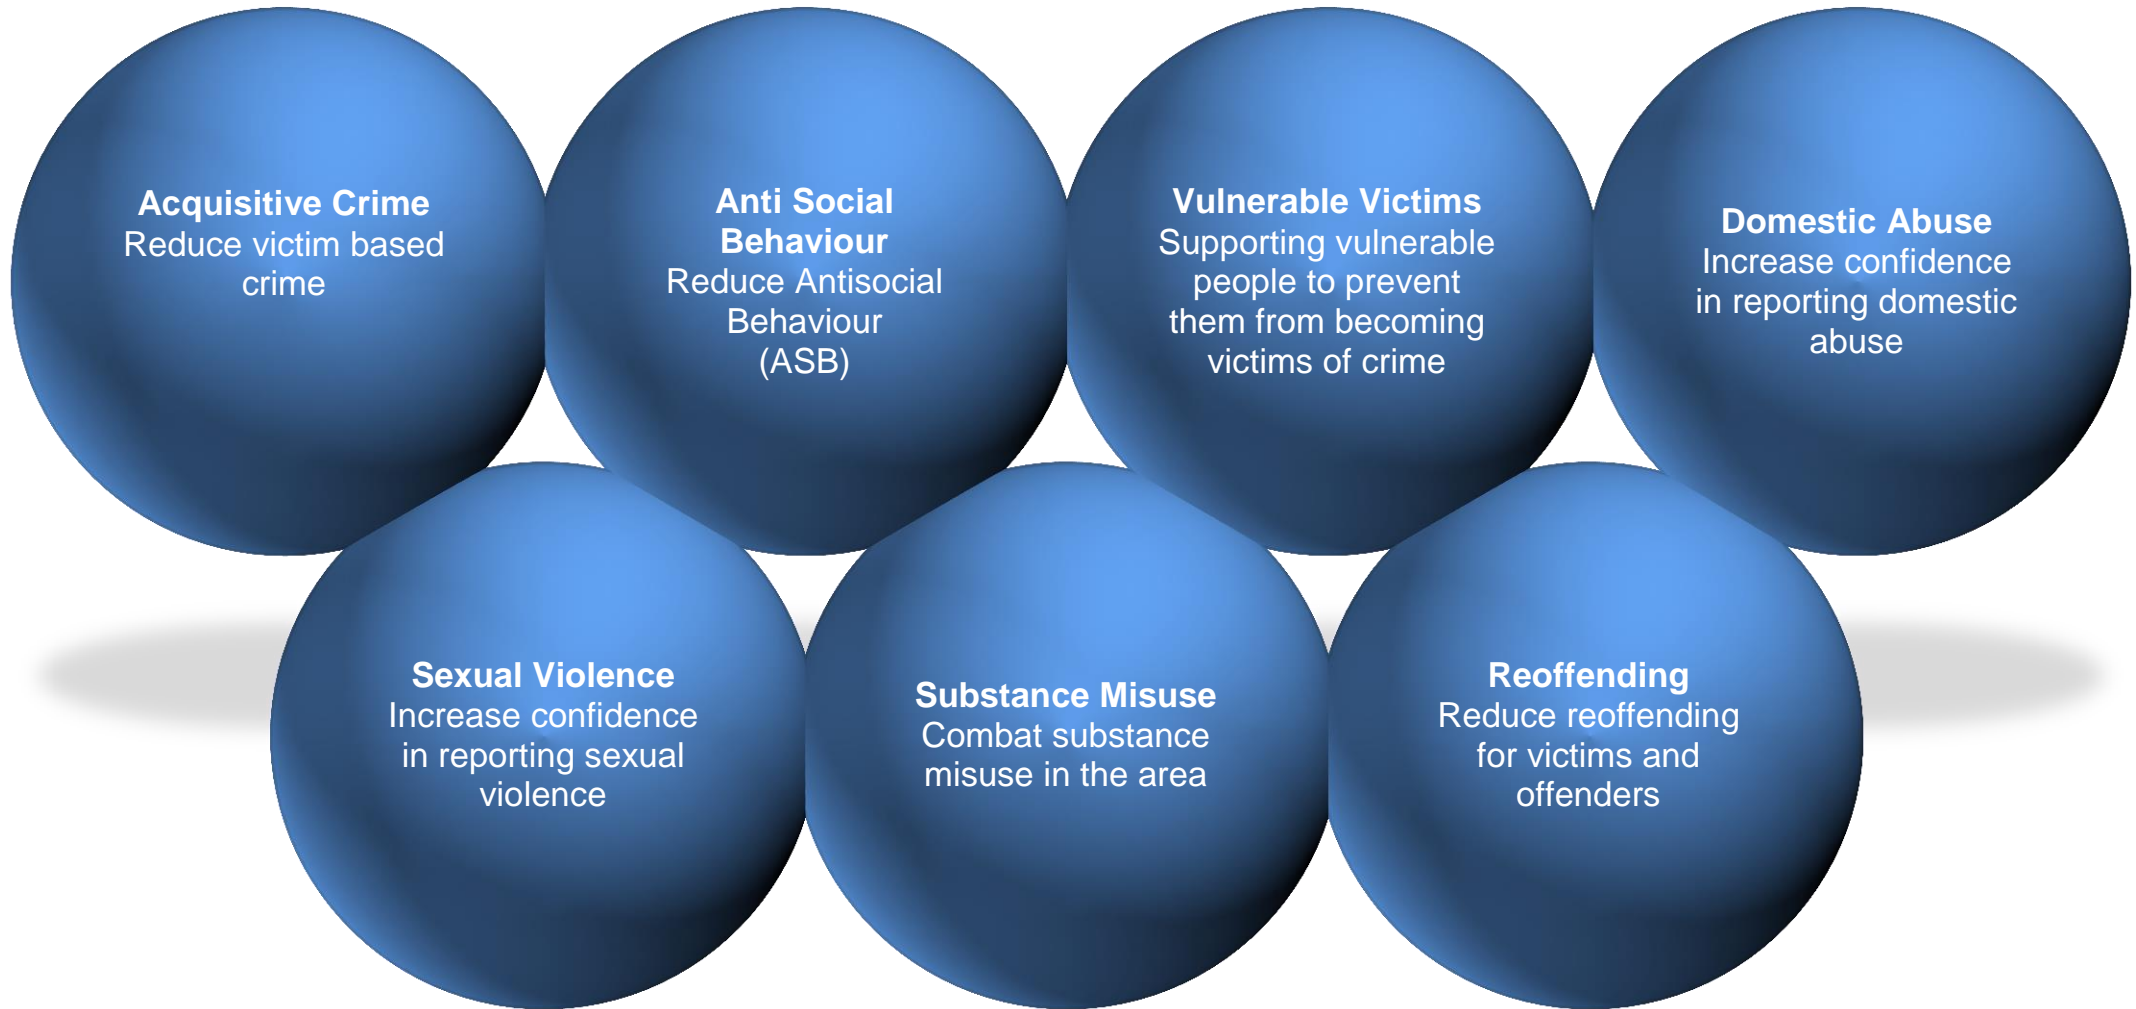 Acquisitive Crime
Reduce victim based
crime
Anti Social
Behaviour
Reduce Antisocial
Behaviour
(ASB)
Vulnerable Victims
Supporting vulnerable
people to prevent
them from becoming
victims of crime
Domestic Abuse
Increase confidence
in reporting domestic
abuse
Sexual Violence
Increase confidence
in reporting sexual
violence
Substance Misuse
Combat substance
misuse in the area
Reoffending
Reduce reoffending
for victims and
offenders